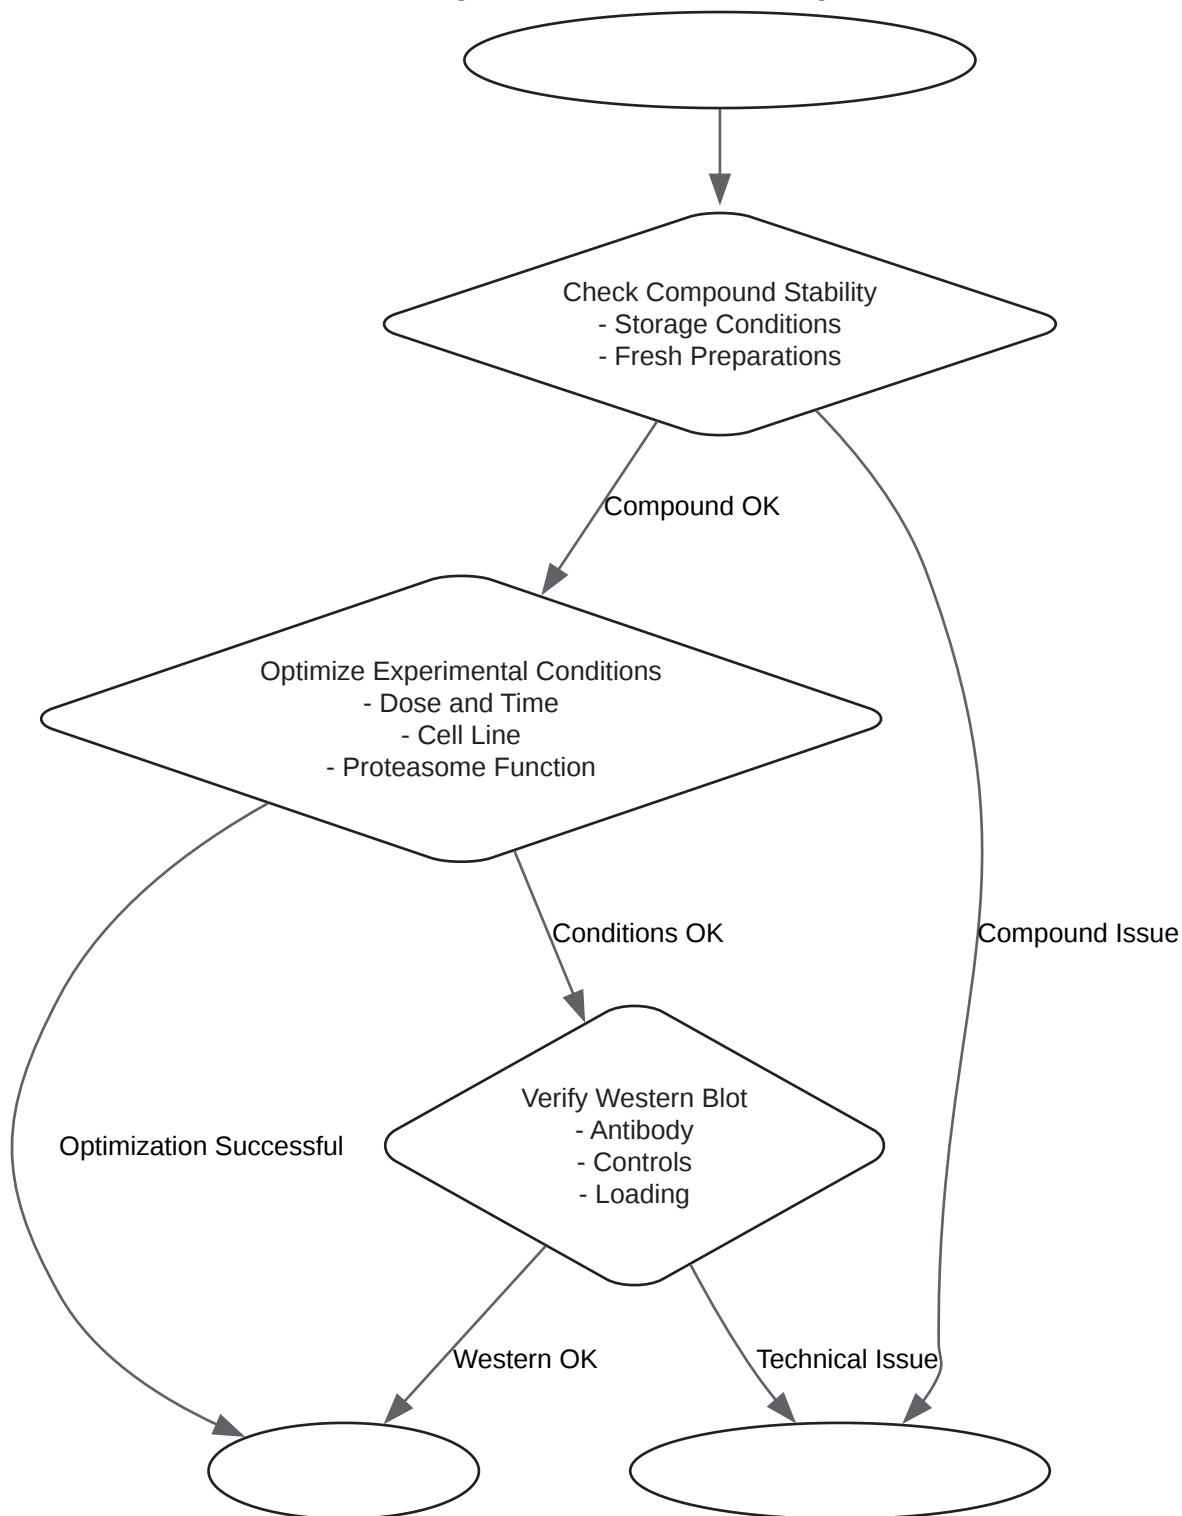 Check Compound Stability
- Storage Conditions
- Fresh Preparations
Compound OK
Optimize Experimental Conditions
- Dose and Time
- Cell Line
- Proteasome Function
Conditions OK
Compound Issue
Verify Western Blot
- Antibody
- Controls
- Loading
Optimization Successful
Western OK
Technical Issue